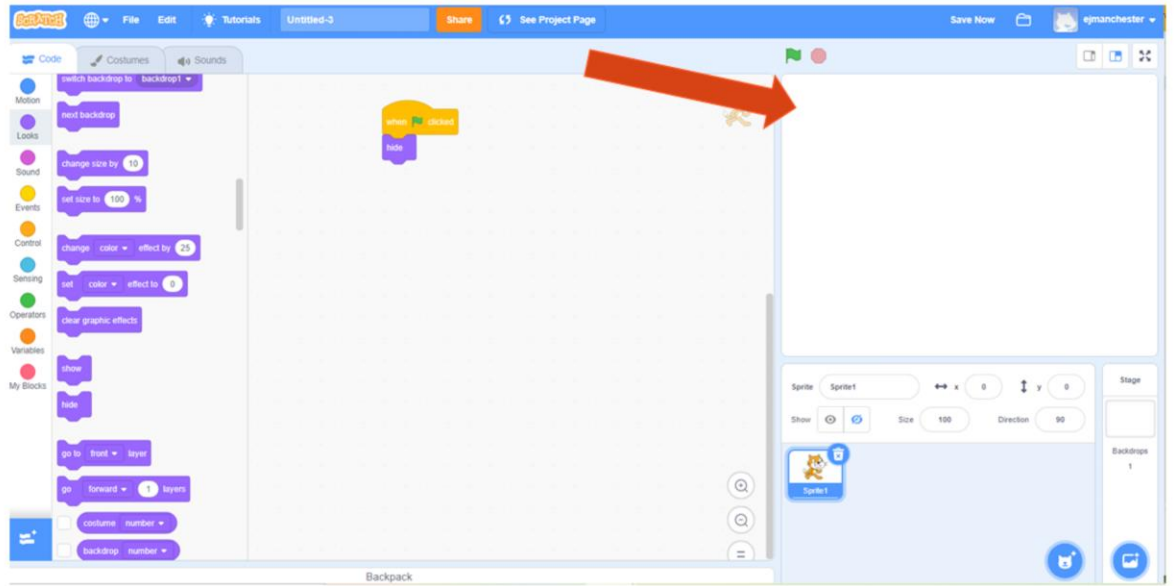 SCRATCH File Edit Tutorials Untitled-3 Share See Project Page Save Now ejmanchester
Code Costumes Sounds
Motion
Looks
Sound
Events
Control
Sensing
Operators
Variables
My Blocks
switch backdrop to backdrop1
next backdrop
change size by 10
set size to 100 %
change color effect by 25
set color effect to 0
clear graphic effects
show
hide
go to front layer
go forward 1 layers
costume number
backdrop number
when clicked
hide
Backpack
Sprite Sprite1 x 0 y 0
Show Size 100 Direction 90
Sprite1
Stage
Backdrops
1